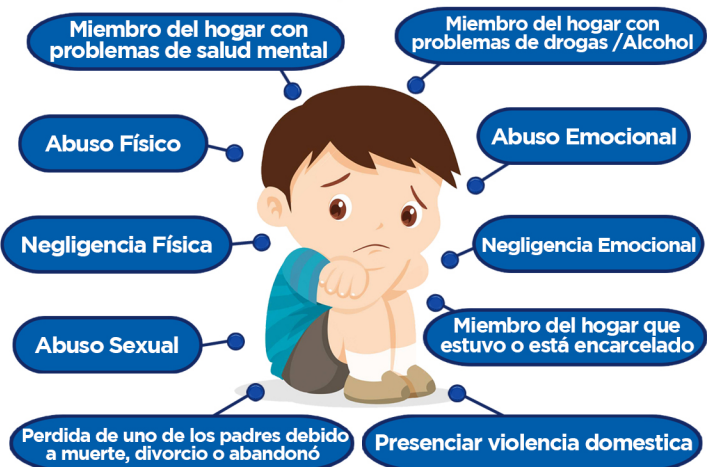 Miembro del hogar con
problemas de salud mental
Miembro del hogar con
problemas de drogas /Alcohol
Abuso Físico
Abuso Emocional
Negligencia Física
Negligencia Emocional
Abuso Sexual
Miembro del hogar que
estuvo o está encarcelado
Perdida de uno de los padres debido
a muerte, divorcio o abandonó
Presenciar violencia domestica